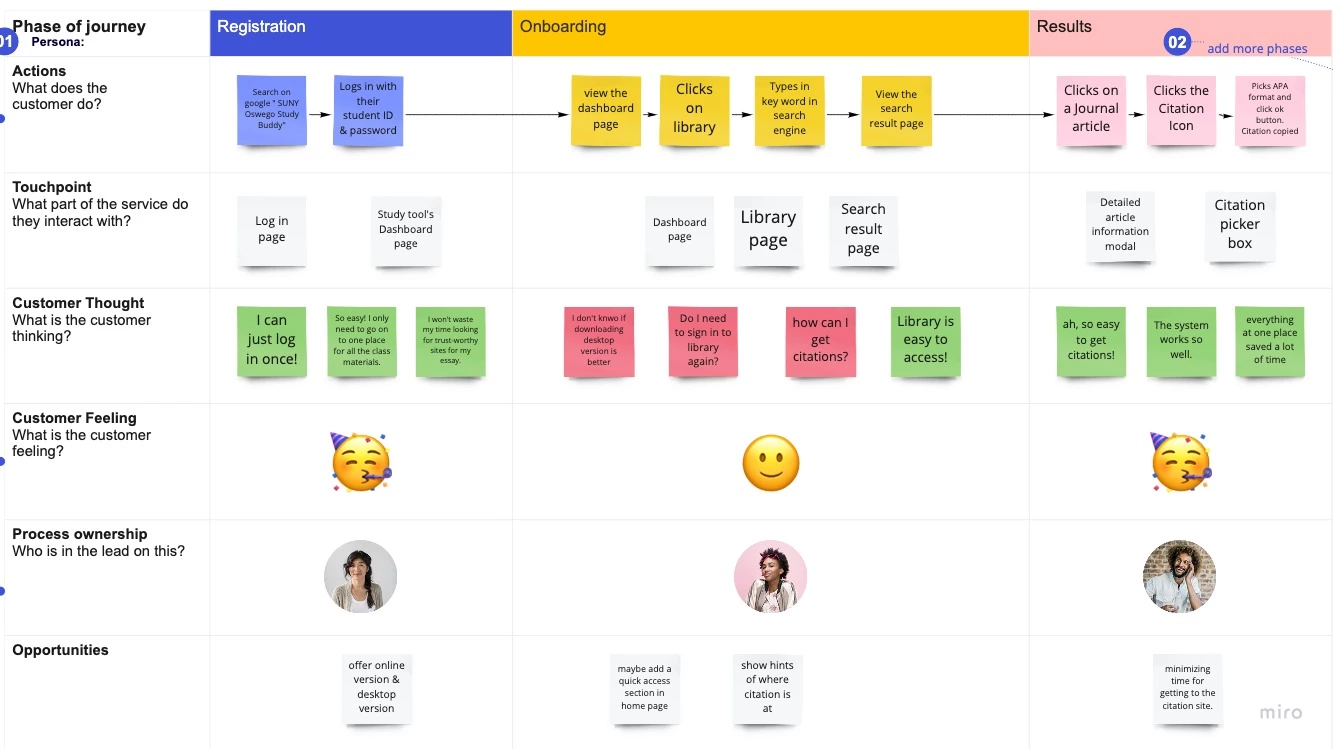 Phase of journey
01
Persona:
Registration
Onboarding
Results
02
add more phases
Actions
What does the
customer do?
Search on
google " SUNY
Oswego Study
Buddy"
Logs in with
their
student ID
& password
view the
dashboard
page
Clicks
on
library
Types in
key word in
search
engine
View the
search
result page
Clicks on
a Journal
article
Clicks the
Citation
Icon
Picks APA
format and
click ok
button.
Citation copied
Touchpoint
What part of the service do
they interact with?
Log in
page
Study tool's
Dashboard
page
Dashboard
page
Library
page
Search
result
page
Detailed
article
information
modal
Citation
picker
box
Customer Thought
What is the customer
thinking?
I can
just log
in once!
So easy! I only
need to go on
to one place
for all the class
materials.
I won't waste
my time looking
for trust-worthy
sites for my
essay.
I don't knwo if
downloading
desktop
version is
better
Do I need
to sign in to
library
again?
how can I
get
citations?
Library is
easy to
access!
ah, so easy
to get
citations!
The system
works so
well.
everything
at one place
saved a lot
of time
Customer Feeling
What is the customer
feeling?
Process ownership
Who is in the lead on this?
Opportunities
offer online
version &
desktop
version
maybe add a
quick access
section in
home page
show hints
of where
citation is
at
minimizing
time for
getting to the
citation site.
miro